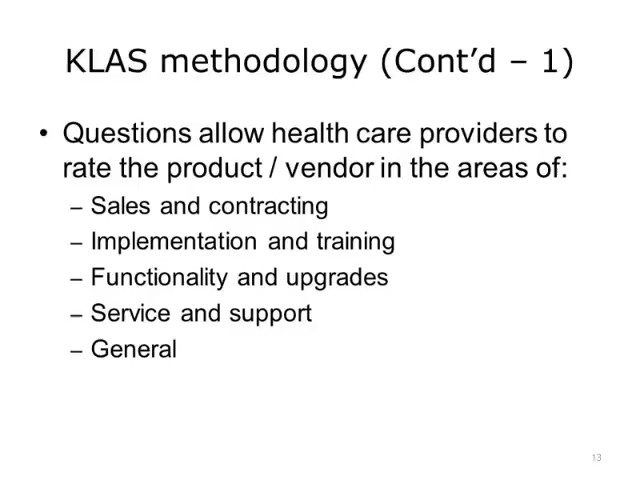 KLAS methodology (Cont’d – 1)
• Questions allow health care providers to
rate the product / vendor in the areas of:
– Sales and contracting
– Implementation and training
– Functionality and upgrades
– Service and support
– General
13